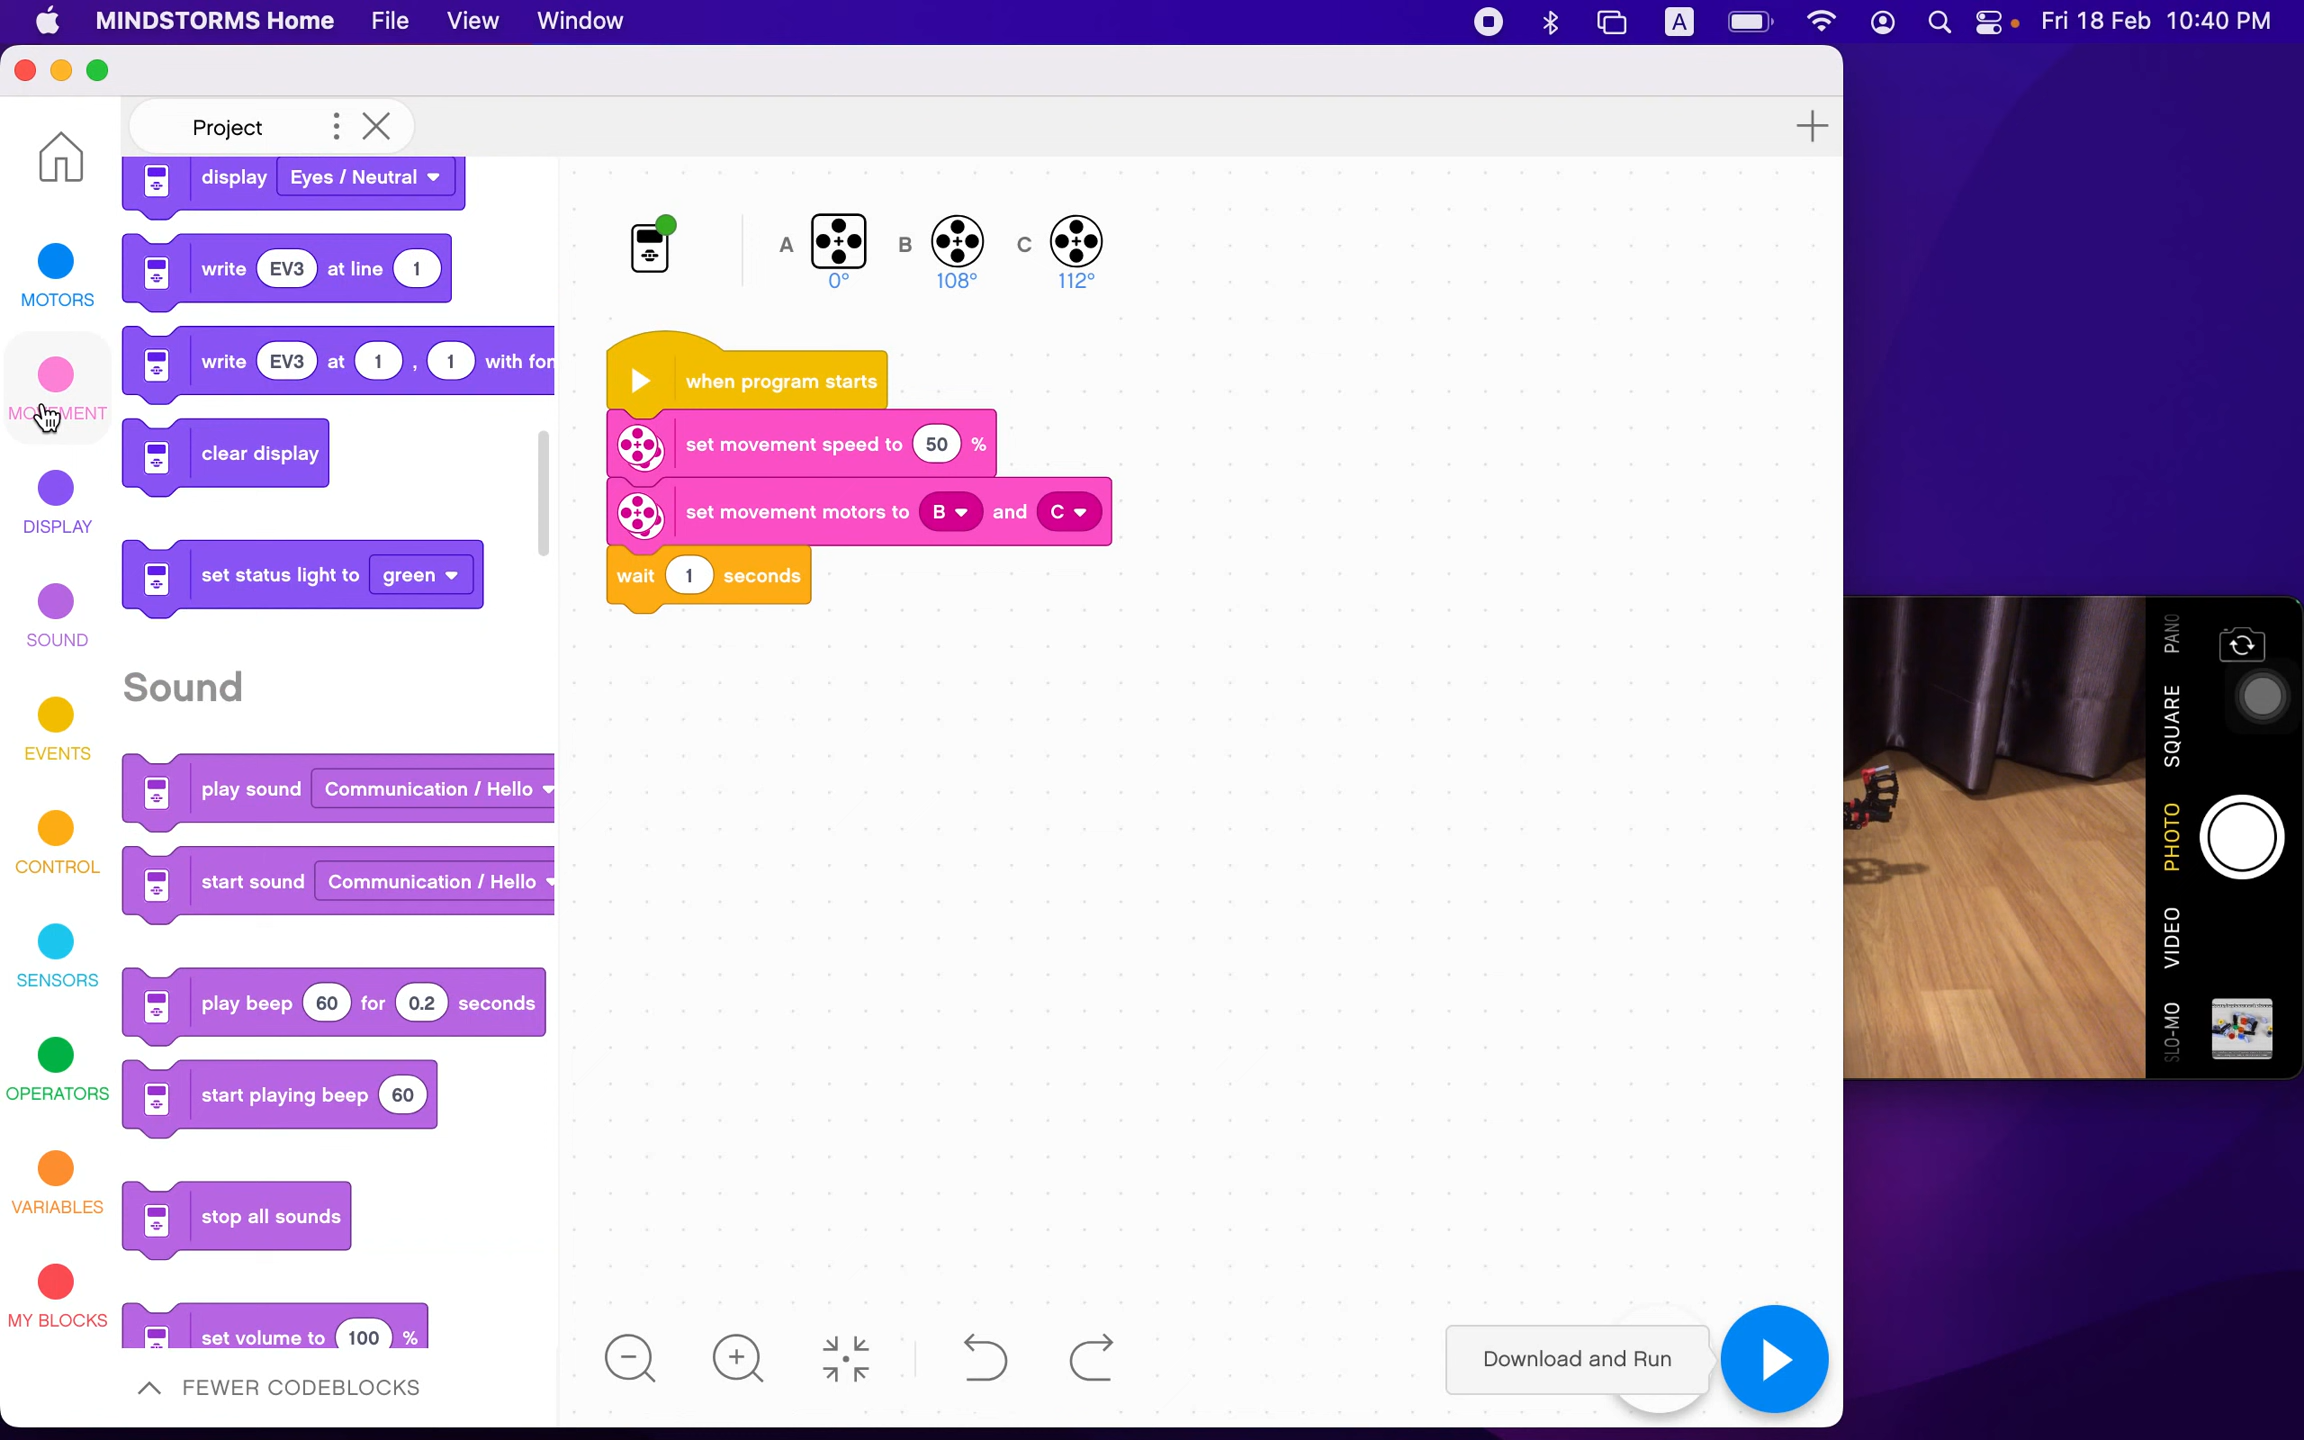 MINDSTORMS Home File View Window A Fri 18 Feb 10:40 PM
Project
MOTORS
MOVEMENT
DISPLAY
SOUND
EVENTS
CONTROL
SENSORS
OPERATORS
VARIABLES
MY BLOCKS
display Eyes / Neutral
write EV3 at line 1
write EV3 at 1 , 1 with fon
clear display
set status light to green
Sound
play sound Communication / Hello
start sound Communication / Hello
play beep 60 for 0.2 seconds
start playing beep 60
stop all sounds
set volume to 100 %
FEWER CODEBLOCKS
A B C
0° 108° 112°
when program starts
set movement speed to 50 %
set movement motors to B and C
wait 1 seconds
Download and Run
PANO
SQUARE
PHOTO
VIDEO
SLO-MO